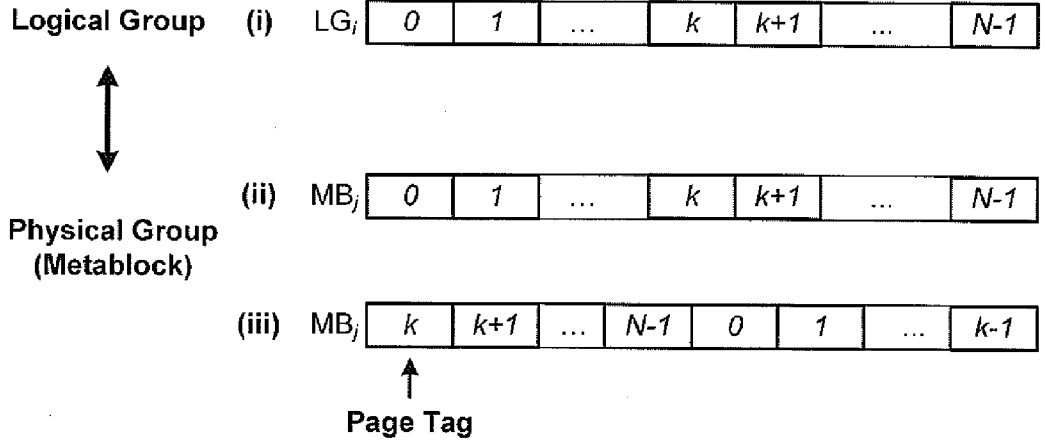 Logical Group (i) LGi 0 1 ... k k+1 ... N-1
(ii) MBj 0 1 ... k k+1 ... N-1
Physical Group
(Metablock)
(iii) MBj k k+1 ... N-1 0 1 ... k-1
Page Tag